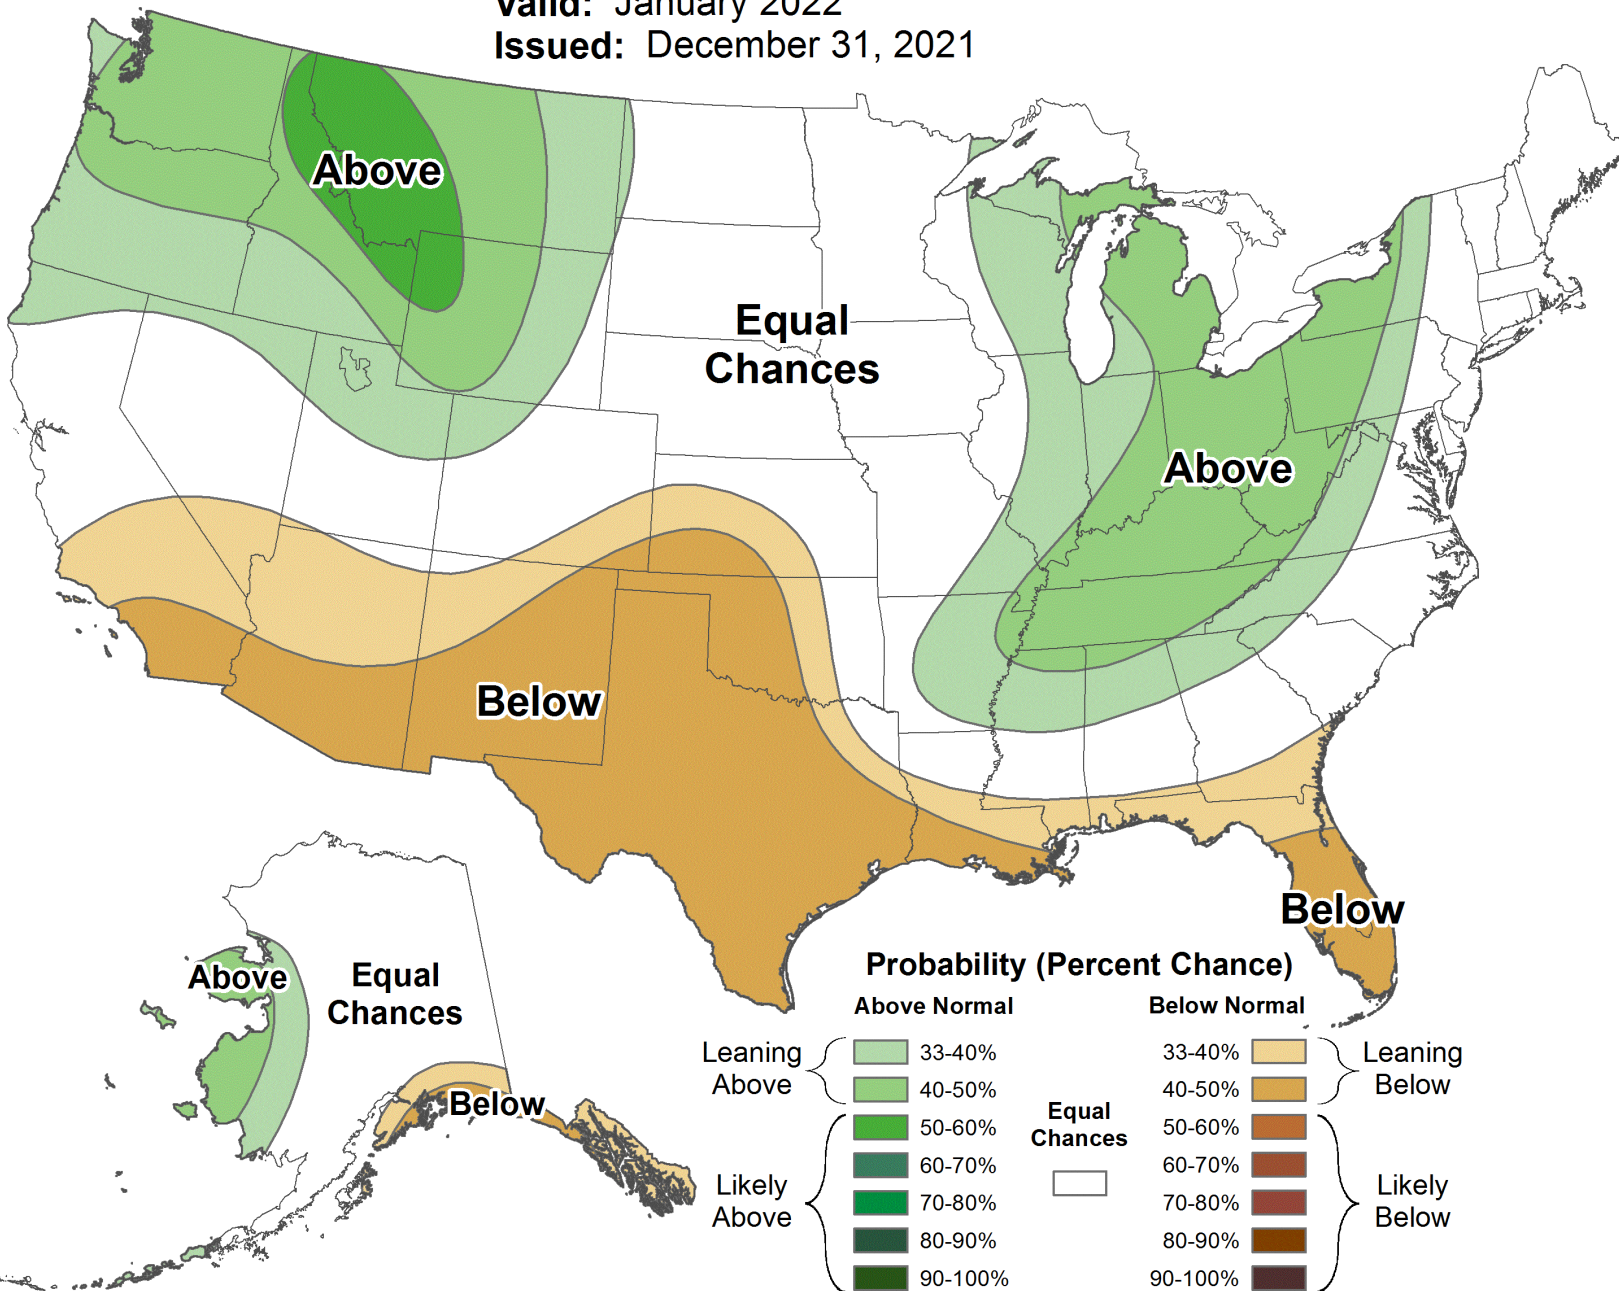 Valid: January 2022
Issued: December 31, 2021
Above
Equal
Chances
Above
Below
Below
Above
Equal
Chances
Below
Probability (Percent Chance)
Above Normal
Below Normal
Leaning
Above
33-40%
40-50%
50-60%
60-70%
70-80%
80-90%
90-100%
Likely
Above
Equal
Chances
33-40%
40-50%
50-60%
60-70%
70-80%
80-90%
90-100%
Leaning
Below
Likely
Below